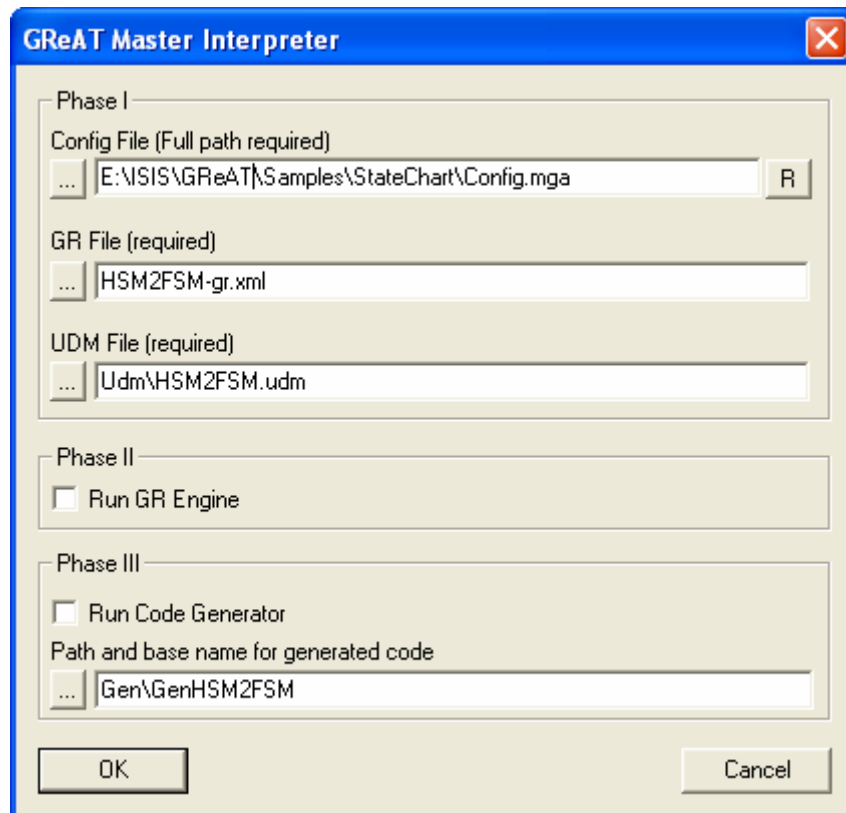 GReAT Master Interpreter
Phase I
Config File (Full path required)
... E:\ISIS\GReAT\Samples\StateChart\Config.mga R
GR File (required)
... HSM2FSM-gr.xml
UDM File (required)
... Udm\HSM2FSM.udm
Phase II
Run GR Engine
Phase III
Run Code Generator
Path and base name for generated code
... Gen\GenHSM2FSM
OK Cancel